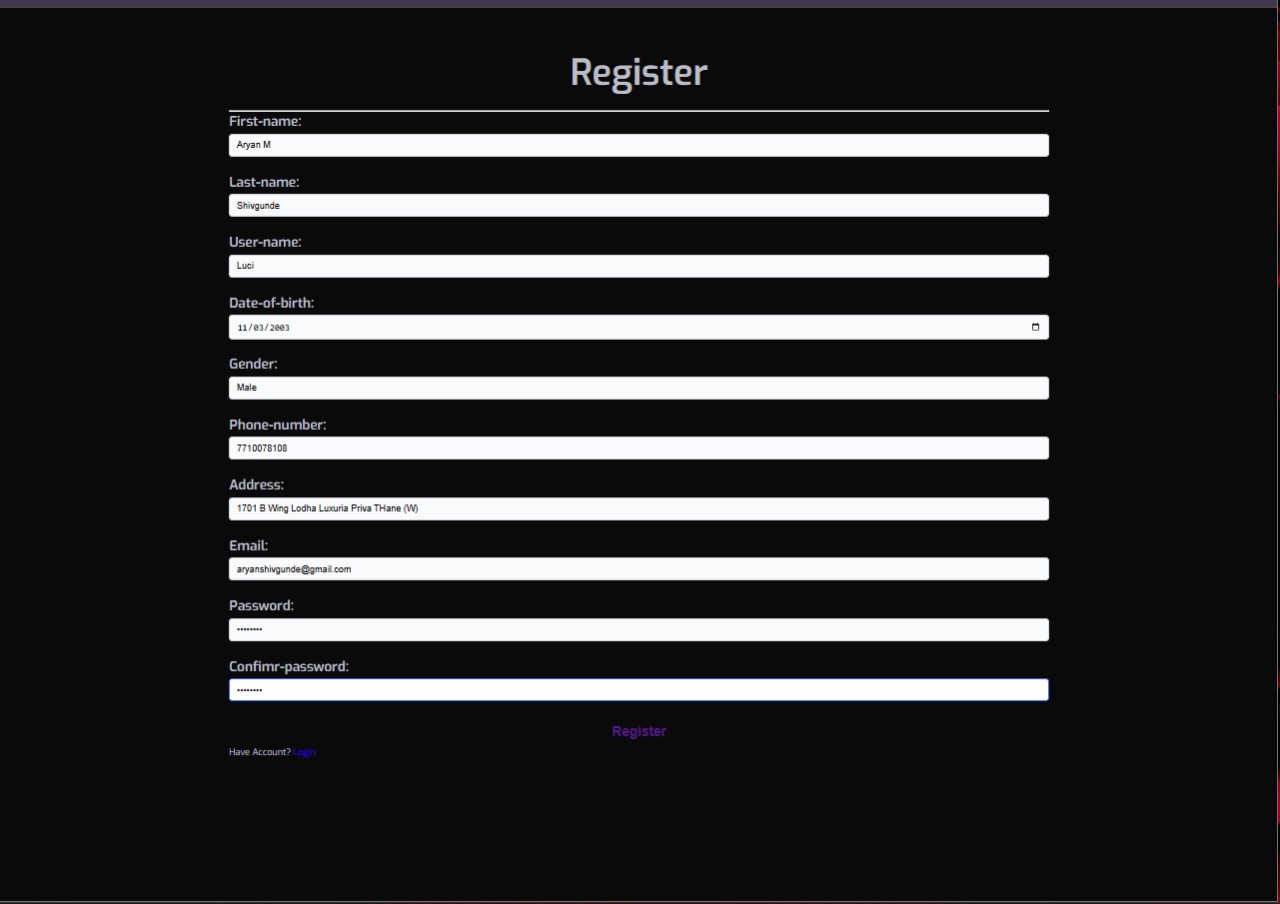 Register
First-name:
Aryan M
Last-name:
Shivgunde
User-name:
Luci
Date-of-birth:
11/03/2003
Gender:
Male
Phone-number:
7710078108
Address:
1701 B Wing Lodha Luxuria Priva THane (W)
Email:
aryanshivgunde@gmail.com
Password:
••••••••
Confimr-password:
••••••••
Register
Have Account? Login